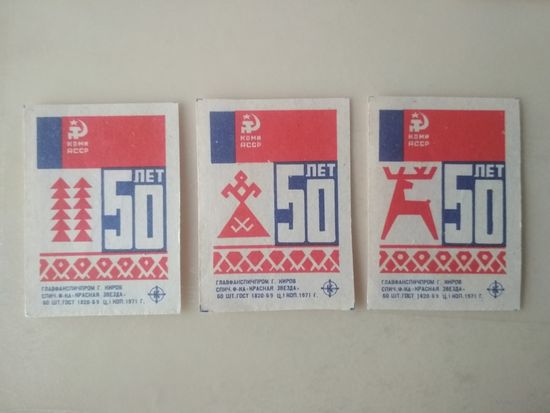 КОМИ
АССР
50 ЛЕТ
ГЛАВФАНСПИЧПРОМ Г. КИРОВ
СПИЧ. Ф-КА «КРАСНАЯ ЗВЕЗДА»
60 ШТ. ГОСТ 1820-69 Ц. 1 КОП. 1971 Г.
КОМИ
АССР
50 ЛЕТ
ГЛАВФАНСПИЧПРОМ Г. КИРОВ
СПИЧ. Ф-КА «КРАСНАЯ ЗВЕЗДА»
60 ШТ. ГОСТ 1820-69 Ц. 1 КОП. 1971 Г.
КОМИ
АССР
50 ЛЕТ
ГЛАВФАНСПИЧПРОМ Г. КИРОВ
СПИЧ. Ф-КА «КРАСНАЯ ЗВЕЗДА»
60 ШТ. ГОСТ 1820-69 Ц. 1 КОП. 1971 Г.